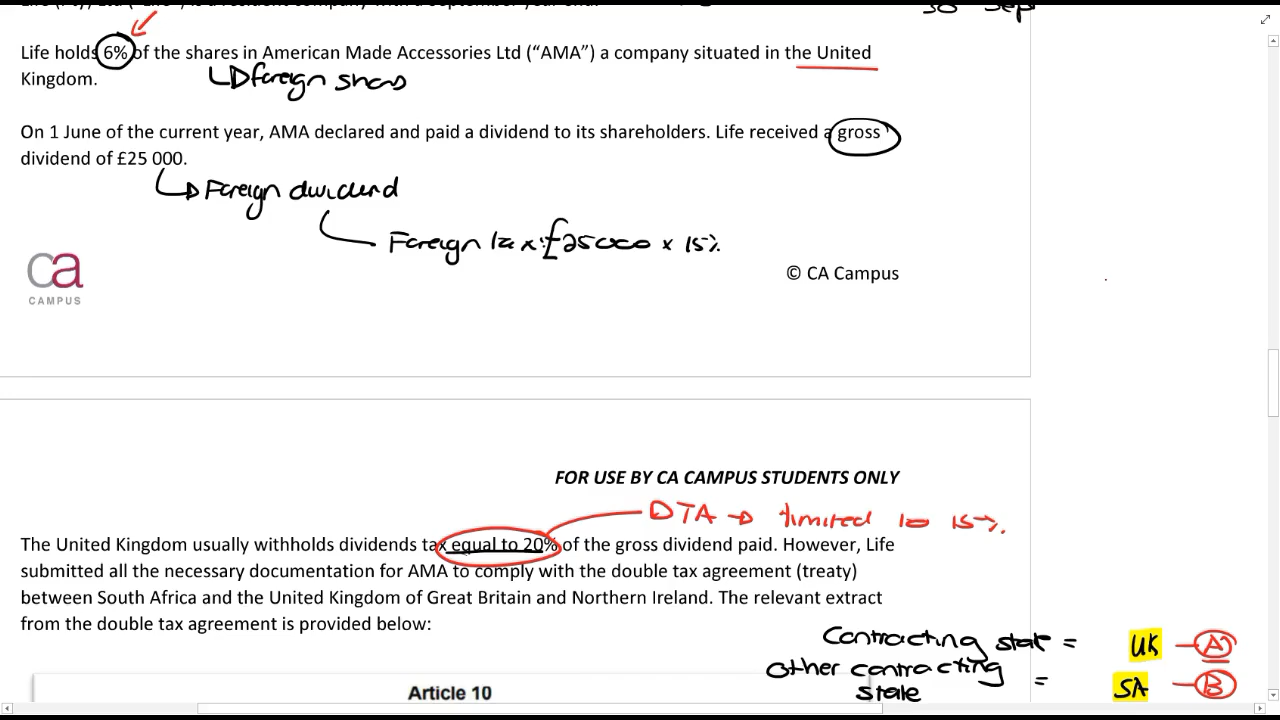 30 Sept
Life holds 6% of the shares in American Made Accessories Ltd (“AMA”) a company situated in the United
Kingdom.
↳ Foreign shares
On 1 June of the current year, AMA declared and paid a dividend to its shareholders. Life received a gross
dividend of £25 000.
↳ Foreign dividend
Foreign tax: £25000 × 15%
ca
CAMPUS
© CA Campus
FOR USE BY CA CAMPUS STUDENTS ONLY
DTA → limited to 15%.
The United Kingdom usually withholds dividends tax equal to 20% of the gross dividend paid. However, Life
submitted all the necessary documentation for AMA to comply with the double tax agreement (treaty)
between South Africa and the United Kingdom of Great Britain and Northern Ireland. The relevant extract
from the double tax agreement is provided below:
Contracting state = UK - A
Other contracting state = SA - B
Article 10